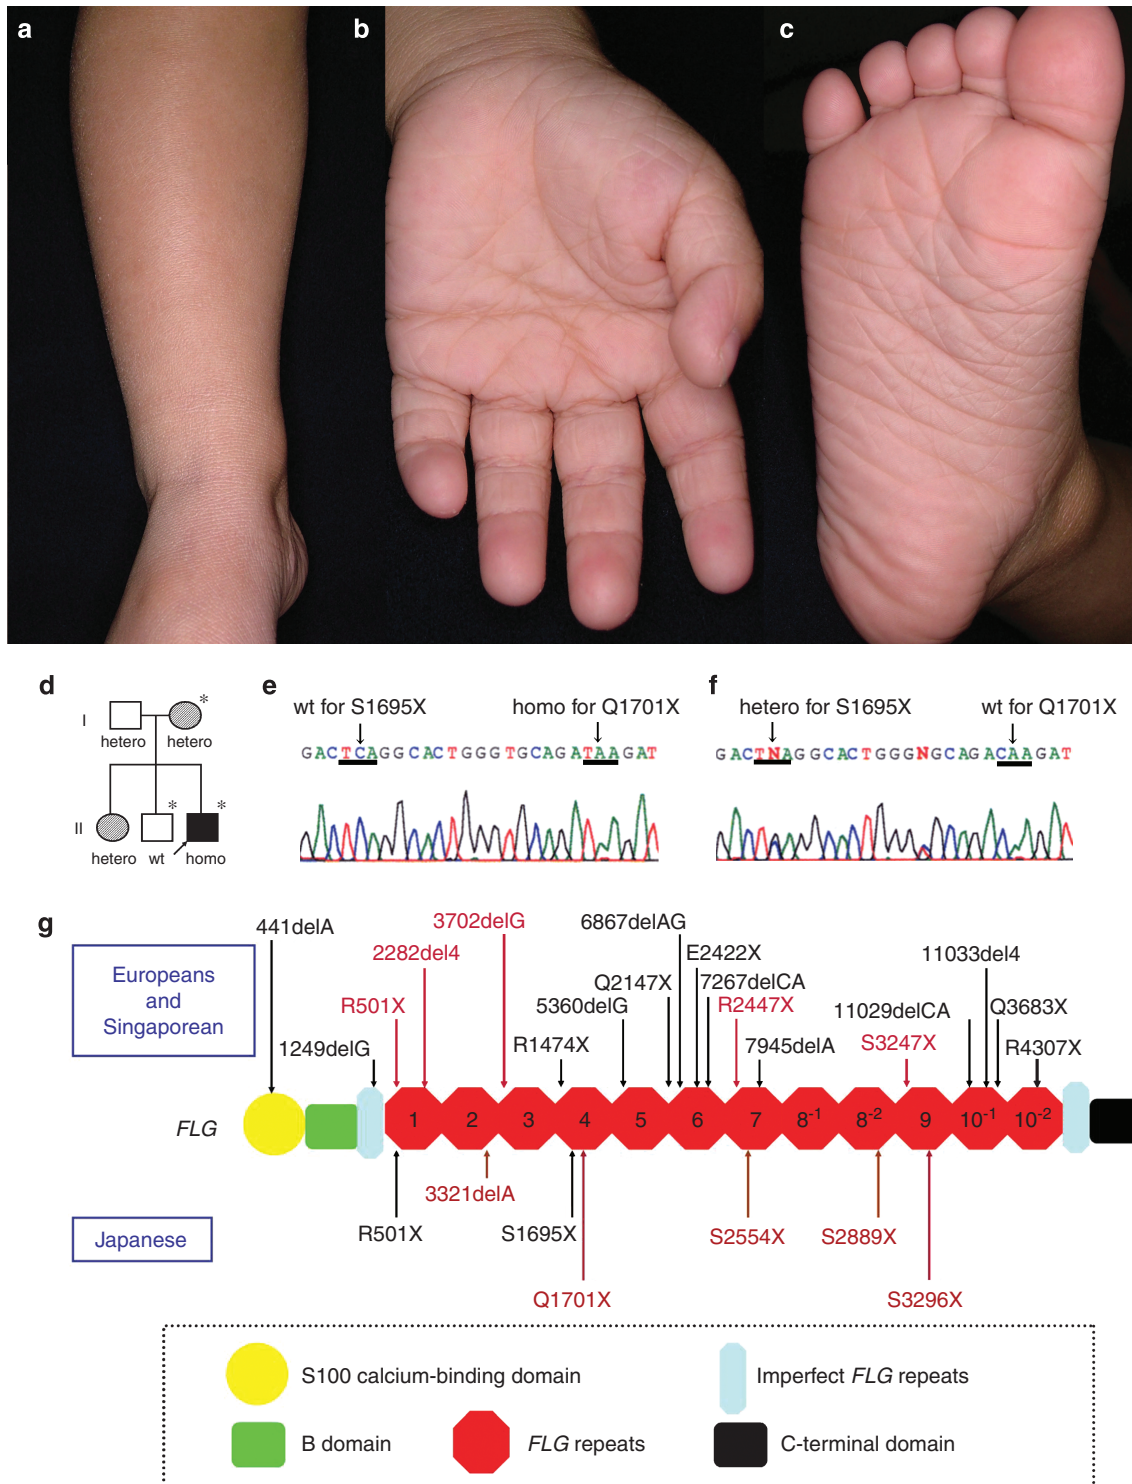 a
b
c
d
I
*
hetero
hetero
II
*
*
hetero
wt
homo
e
wt for S1695X
homo for Q1701X
GACTCAGGCACTGGGTGCAGATAAGAT
f
hetero for S1695X
wt for Q1701X
GACTNAGGCACTGGGNGCAGACAAGAT
g
Europeans
and
Singaporean
441delA
3702delG
6867delAG
2282del4
E2422X
11033del4
Q2147X
7267delCA
R501X
5360delG
R2447X
11029delCA
Q3683X
1249delG
R1474X
7945delA
S3247X
R4307X
FLG
1
2
3
4
5
6
7
8-1
8-2
9
10-1
10-2
3321delA
Japanese
R501X
S1695X
S2554X
S2889X
Q1701X
S3296X
S100 calcium-binding domain
Imperfect FLG repeats
B domain
FLG repeats
C-terminal domain